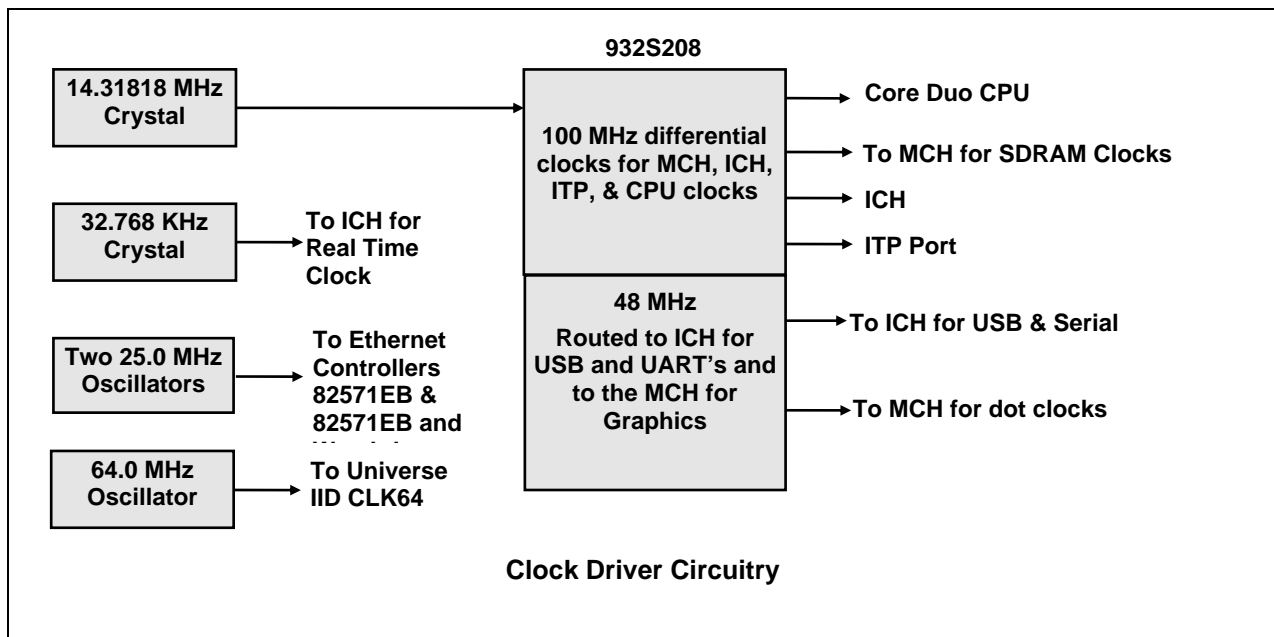 932S208
14.31818 MHz
Crystal
100 MHz differential
clocks for MCH, ICH,
ITP, & CPU clocks
Core Duo CPU
To MCH for SDRAM Clocks
ICH
ITP Port
32.768 KHz
Crystal
To ICH for
Real Time
Clock
48 MHz
Routed to ICH for
USB and UART's and
to the MCH for
Graphics
To ICH for USB & Serial
To MCH for dot clocks
Two 25.0 MHz
Oscillators
To Ethernet
Controllers
82571EB &
82571EB and
64.0 MHz
Oscillator
To Universe
IID CLK64
Clock Driver Circuitry